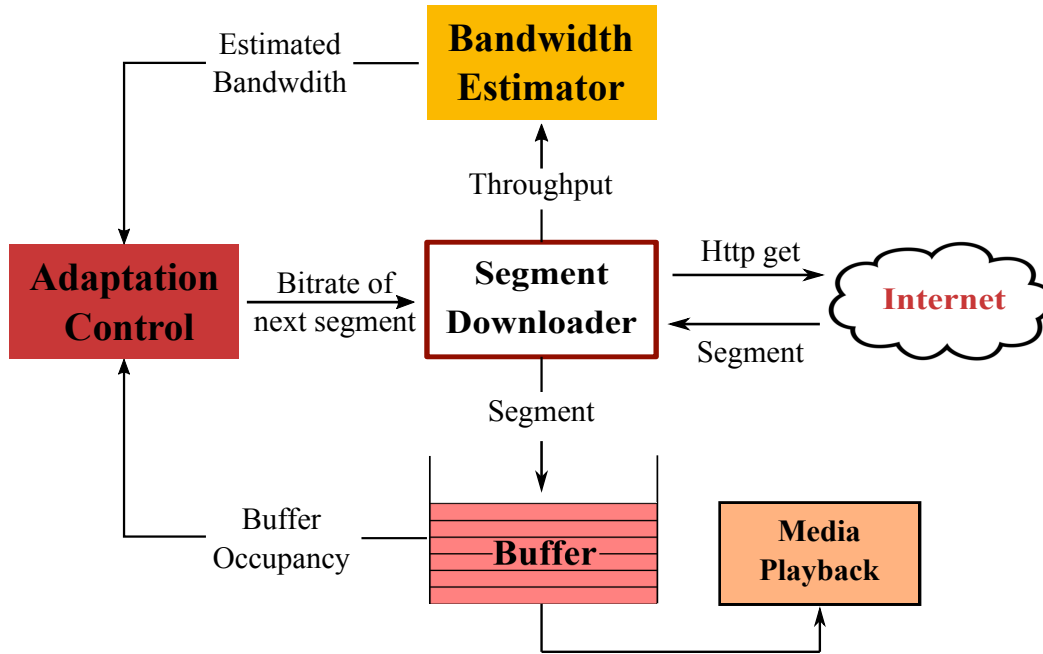 Estimated
Bandwdith
Bandwidth
Estimator
Throughput
Adaptation
Control
Bitrate of
next segment
Segment
Downloader
Http get
Internet
Segment
Segment
Buffer
Occupancy
Buffer
Media
Playback